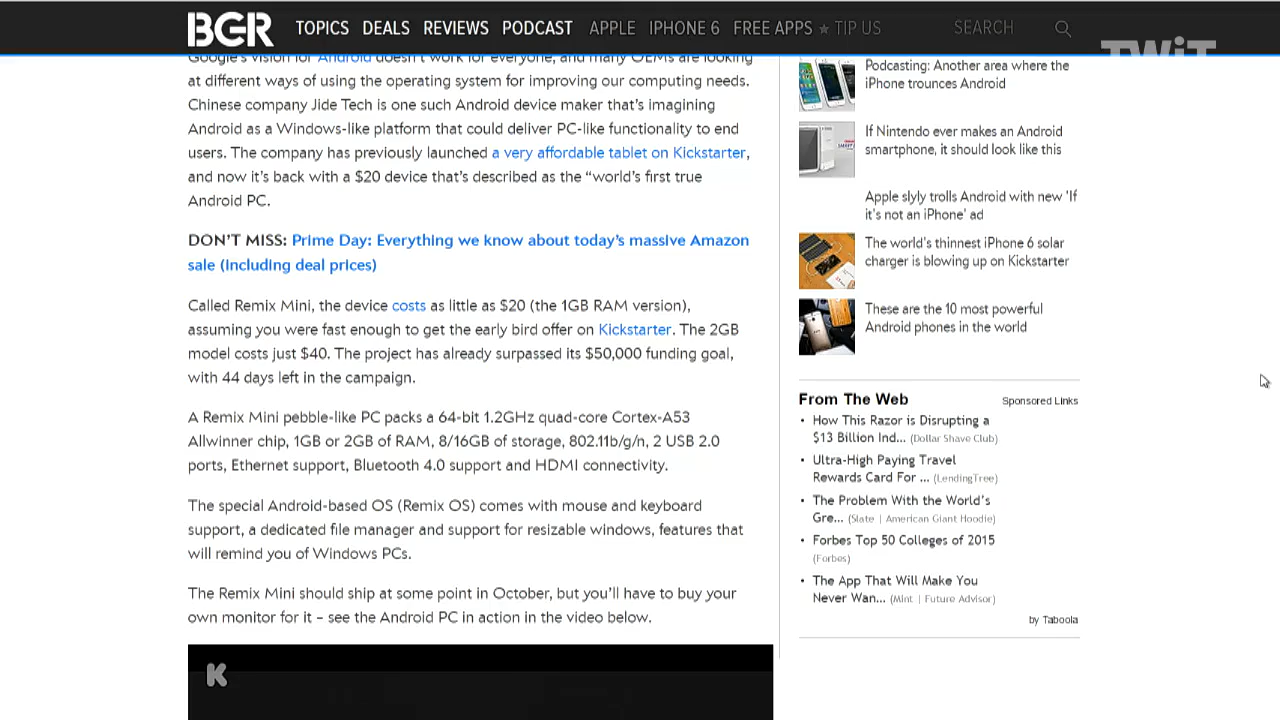 BGR TOPICS DEALS REVIEWS PODCAST APPLE IPHONE 6 FREE APPS ★ TIP US SEARCH
TWiT
Google's vision for Android doesn't work for everyone, and many OEMs are looking
at different ways of using the operating system for improving our computing needs.
Chinese company Jide Tech is one such Android device maker that's imagining
Android as a Windows-like platform that could deliver PC-like functionality to end
users. The company has previously launched a very affordable tablet on Kickstarter,
and now it's back with a $20 device that's described as the “world's first true
Android PC.
DON'T MISS: Prime Day: Everything we know about today's massive Amazon
sale (including deal prices)
Called Remix Mini, the device costs as little as $20 (the 1GB RAM version),
assuming you were fast enough to get the early bird offer on Kickstarter. The 2GB
model costs just $40. The project has already surpassed its $50,000 funding goal,
with 44 days left in the campaign.
A Remix Mini pebble-like PC packs a 64-bit 1.2GHz quad-core Cortex-A53
Allwinner chip, 1GB or 2GB of RAM, 8/16GB of storage, 802.11b/g/n, 2 USB 2.0
ports, Ethernet support, Bluetooth 4.0 support and HDMI connectivity.
The special Android-based OS (Remix OS) comes with mouse and keyboard
support, a dedicated file manager and support for resizable windows, features that
will remind you of Windows PCs.
The Remix Mini should ship at some point in October, but you'll have to buy your
own monitor for it – see the Android PC in action in the video below.
K
Podcasting: Another area where the
iPhone trounces Android
If Nintendo ever makes an Android
smartphone, it should look like this
Apple slyly trolls Android with new 'If
it's not an iPhone' ad
The world's thinnest iPhone 6 solar
charger is blowing up on Kickstarter
These are the 10 most powerful
Android phones in the world
From The Web Sponsored Links
• How This Razor is Disrupting a
$13 Billion Ind... (Dollar Shave Club)
• Ultra-High Paying Travel
Rewards Card For ... (LendingTree)
• The Problem With the World's
Gre... (Slate | American Giant Hoodie)
• Forbes Top 50 Colleges of 2015
(Forbes)
• The App That Will Make You
Never Wan... (Mint | Future Advisor)
by Taboola